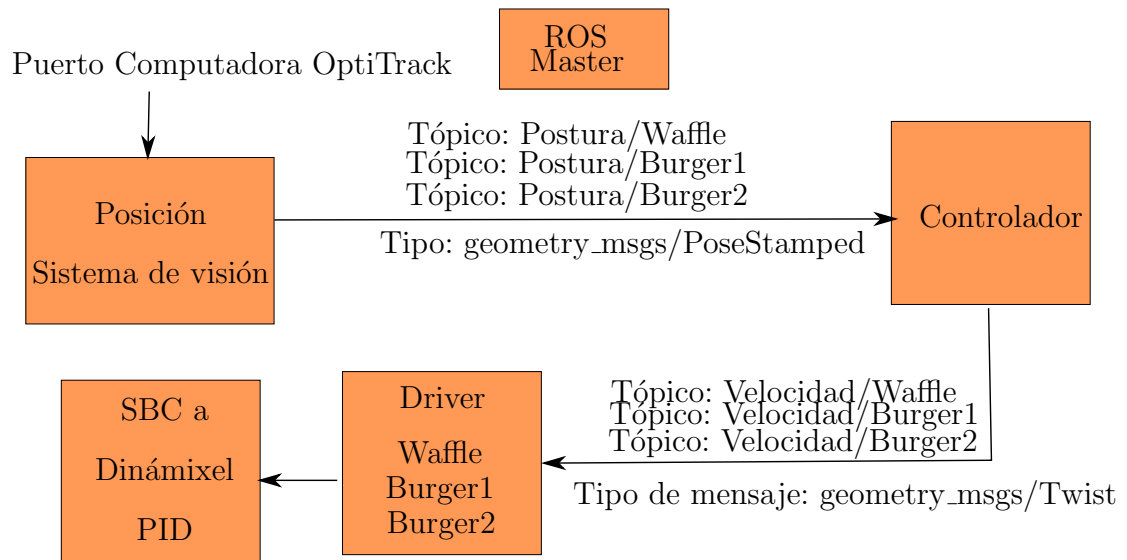 ROS
Master
Puerto Computadora OptiTrack
Tópico: Postura/Waffle
Tópico: Postura/Burger1
Tópico: Postura/Burger2
Tipo: geometry_msgs/PoseStamped
Posición
Sistema de visión
Controlador
Tópico: Velocidad/Waffle
Tópico: Velocidad/Burger1
Tópico: Velocidad/Burger2
Tipo de mensaje: geometry_msgs/Twist
Driver
Waffle
Burger1
Burger2
SBC a
Dinámixel
PID